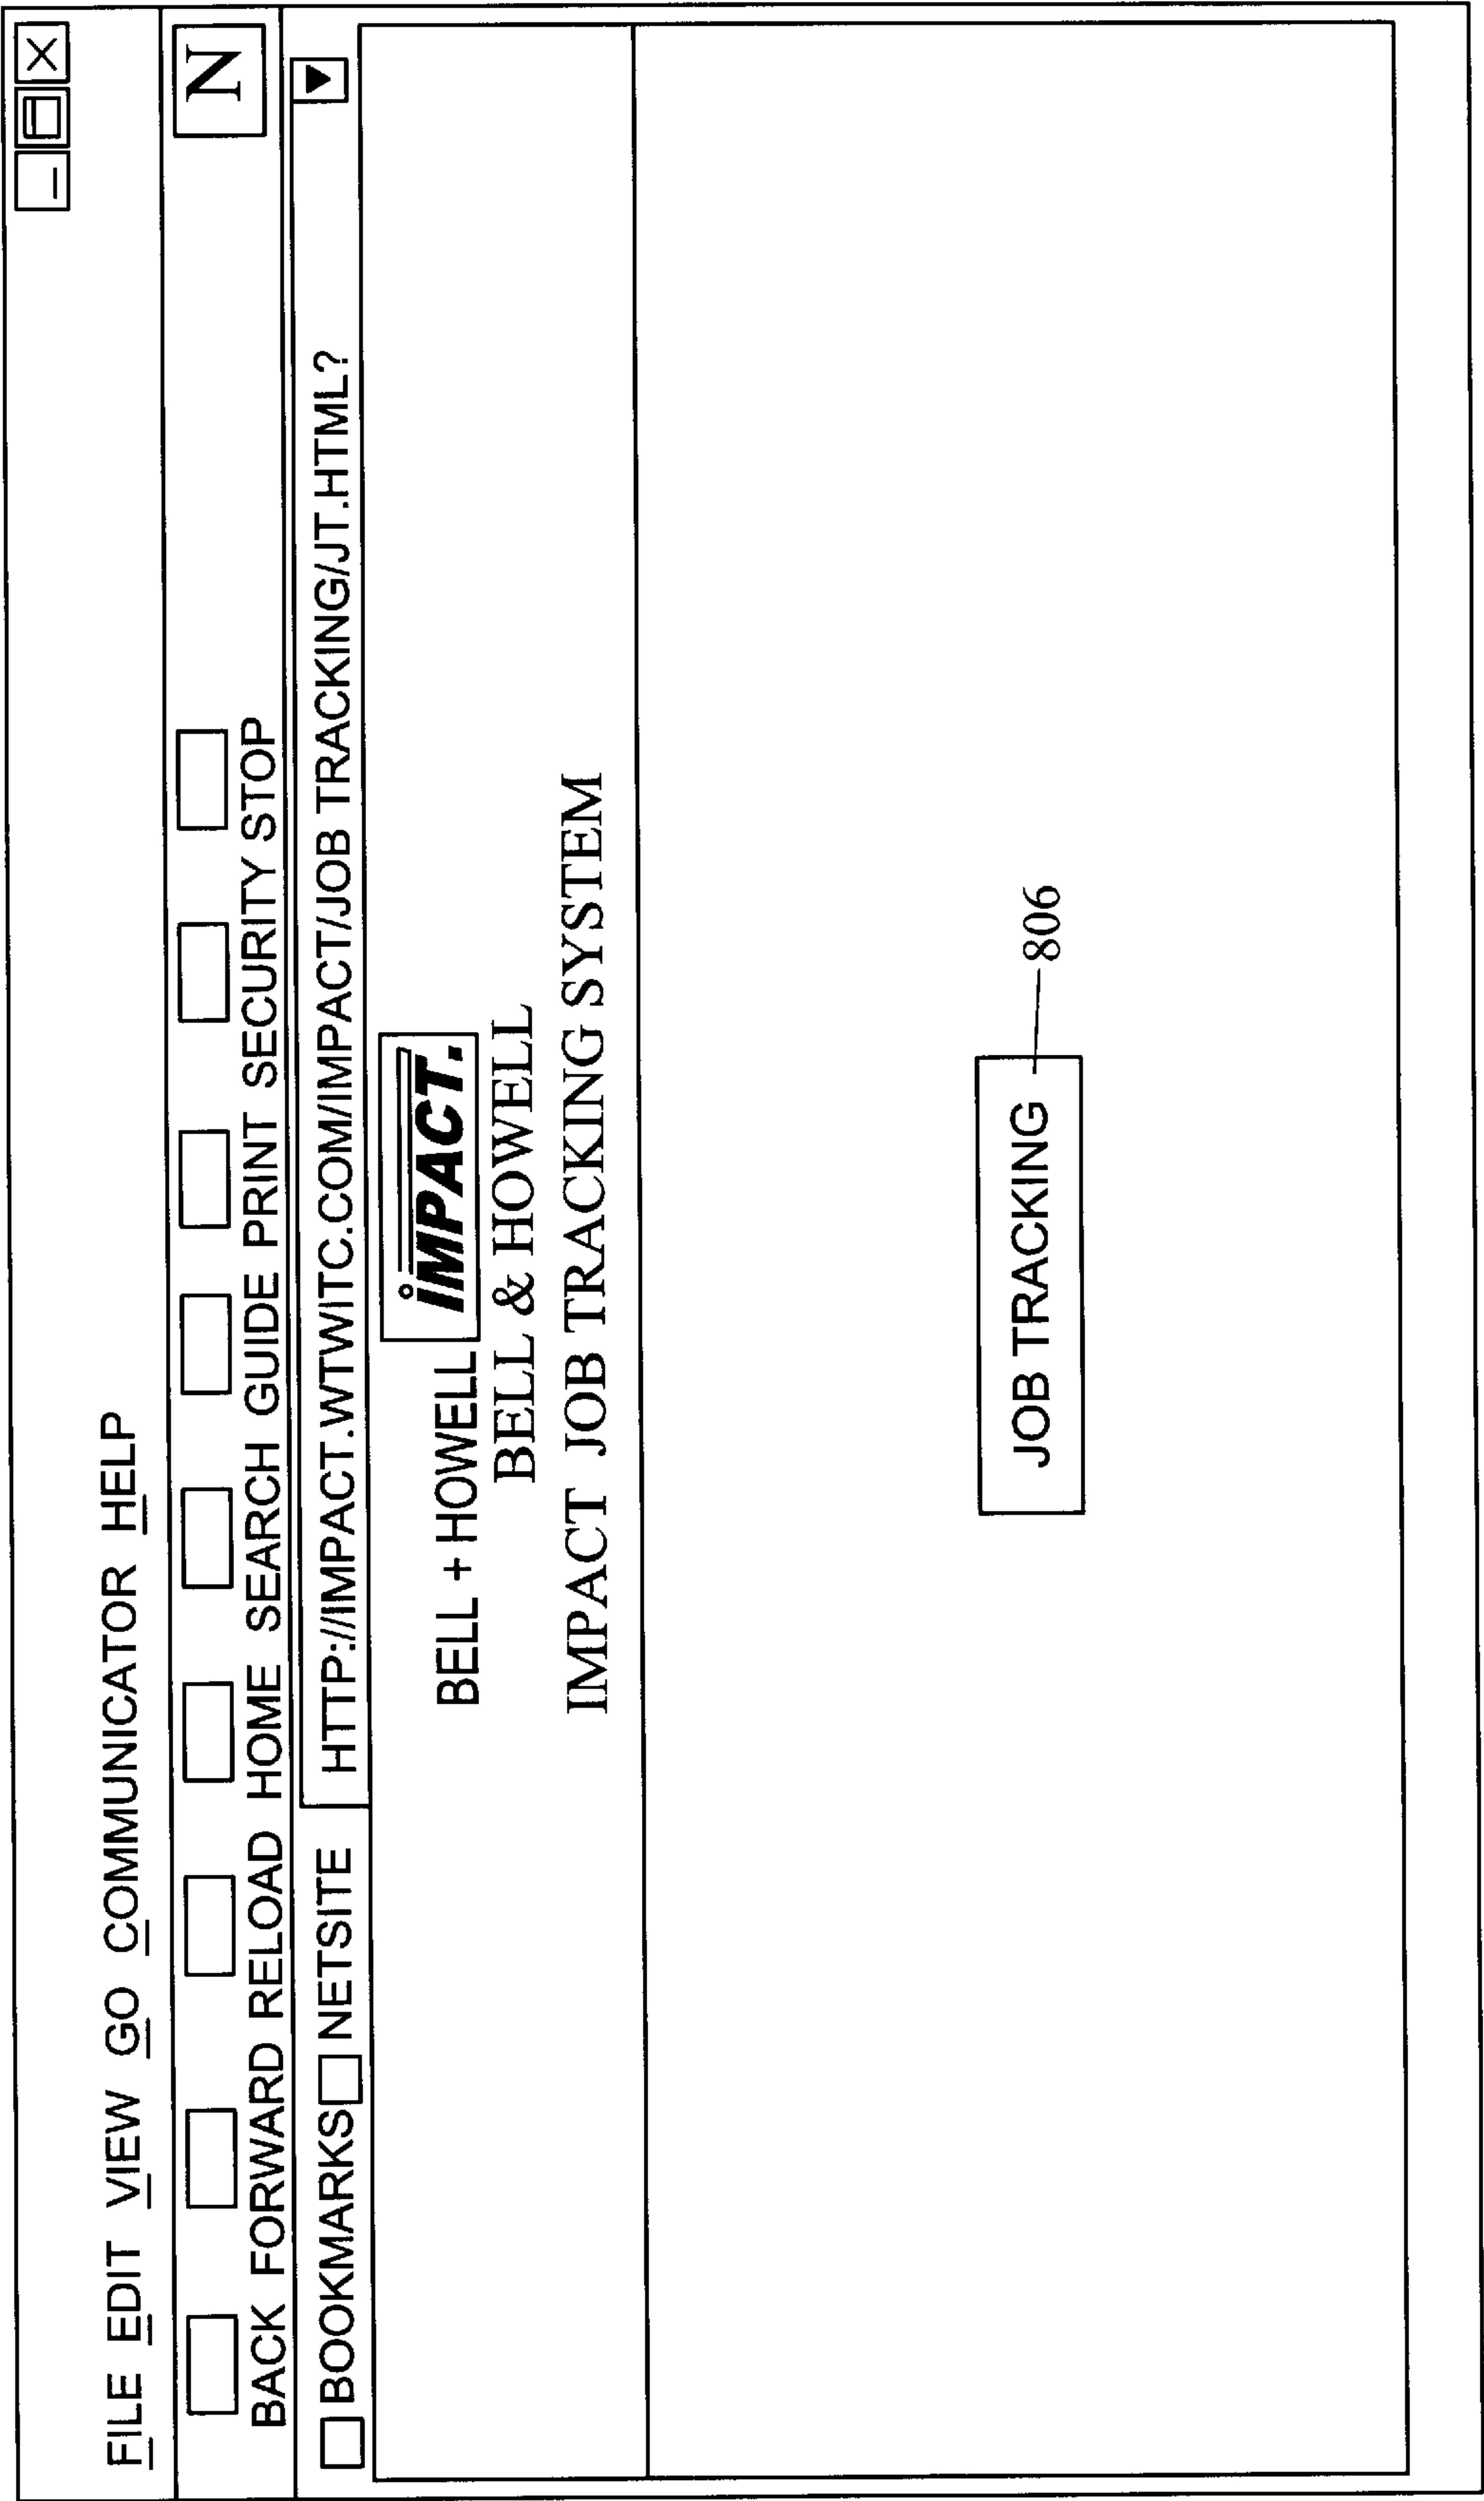 FILE EDIT VIEW GO COMMUNICATOR HELP
N
BACK FORWARD RELOAD HOME SEARCH GUIDE PRINT SECURITY STOP
BOOKMARKS NETSITE HTTP://IMPACT.WTWITC.COM/IMPACT/JOB TRACKING/JT.HTML?
BELL + HOWELL iMPACT.
BELL & HOWELL
IMPACT JOB TRACKING SYSTEM
JOB TRACKING 806